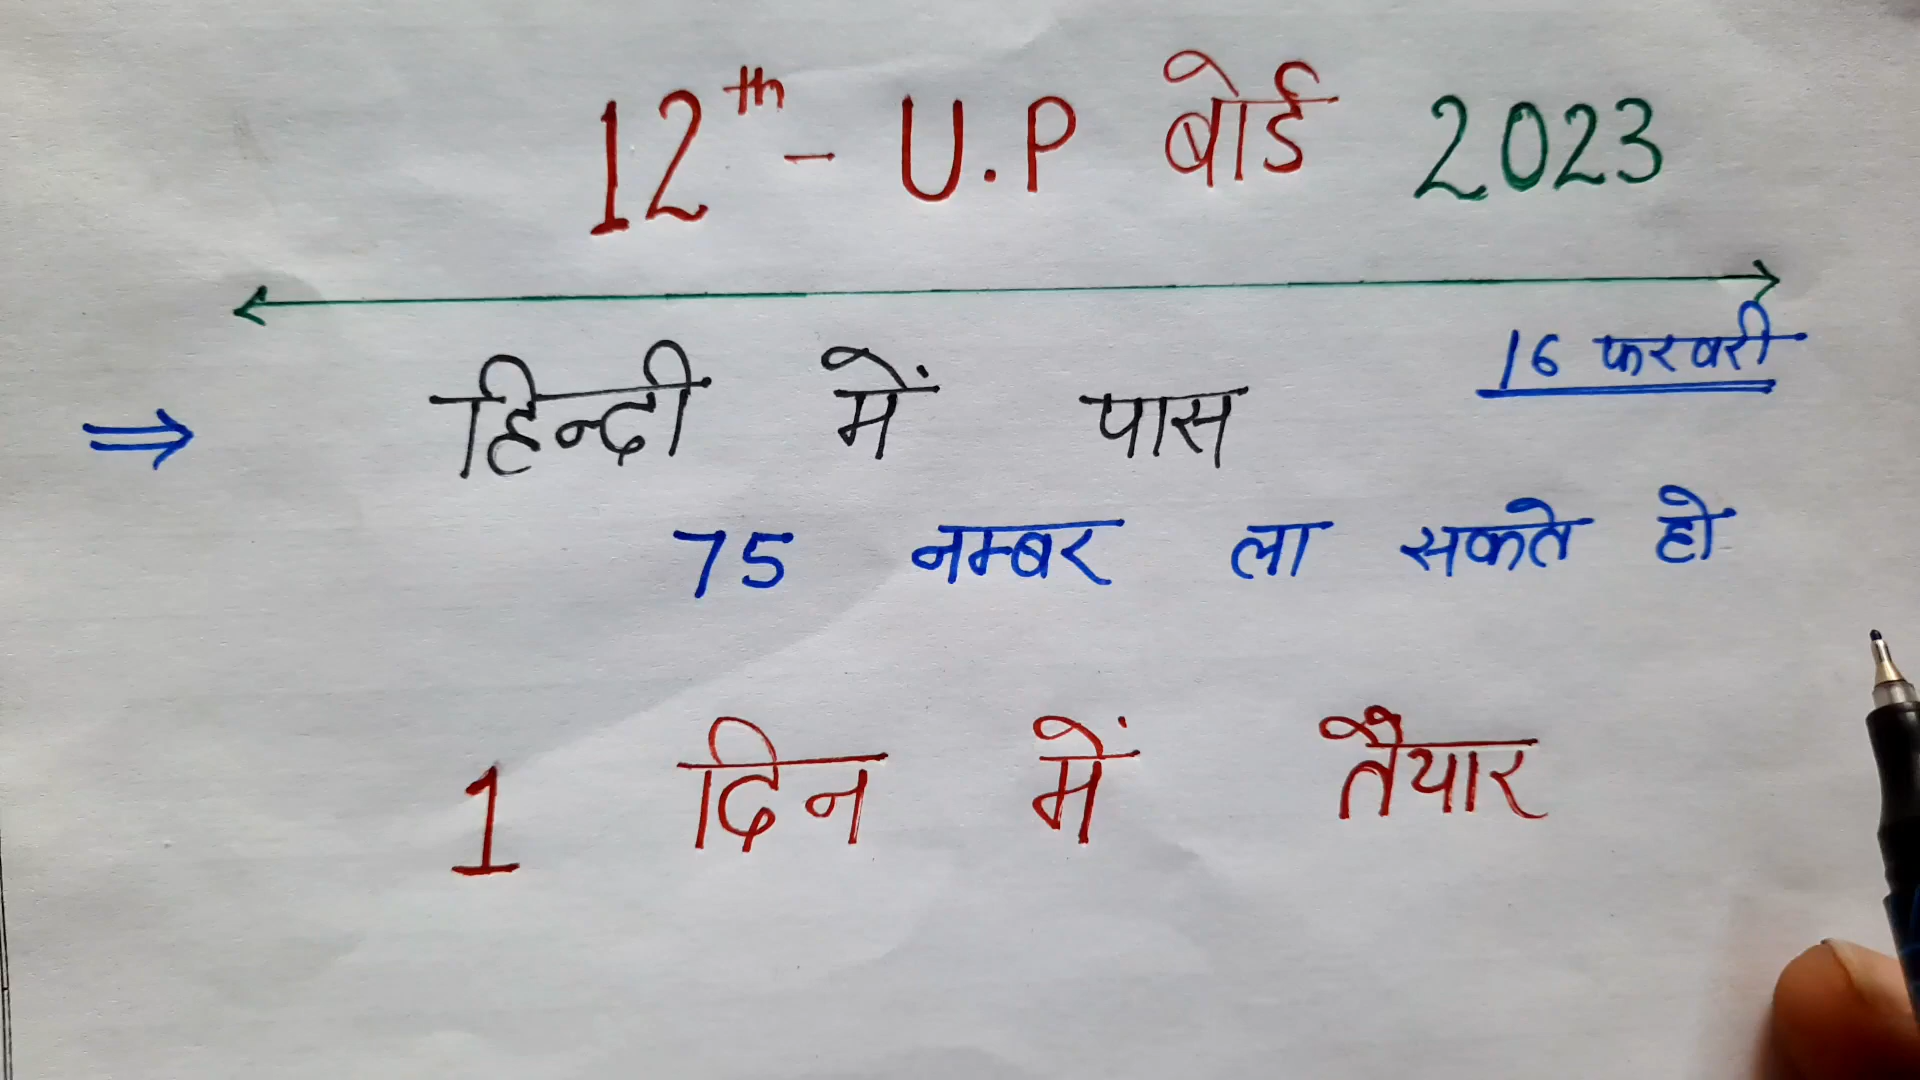 12th - U.P बोर्ड 2023
16 फरवरी
⇒ हिन्दी में पास
75 नम्बर ला सकते हो
1 दिन में तैयार